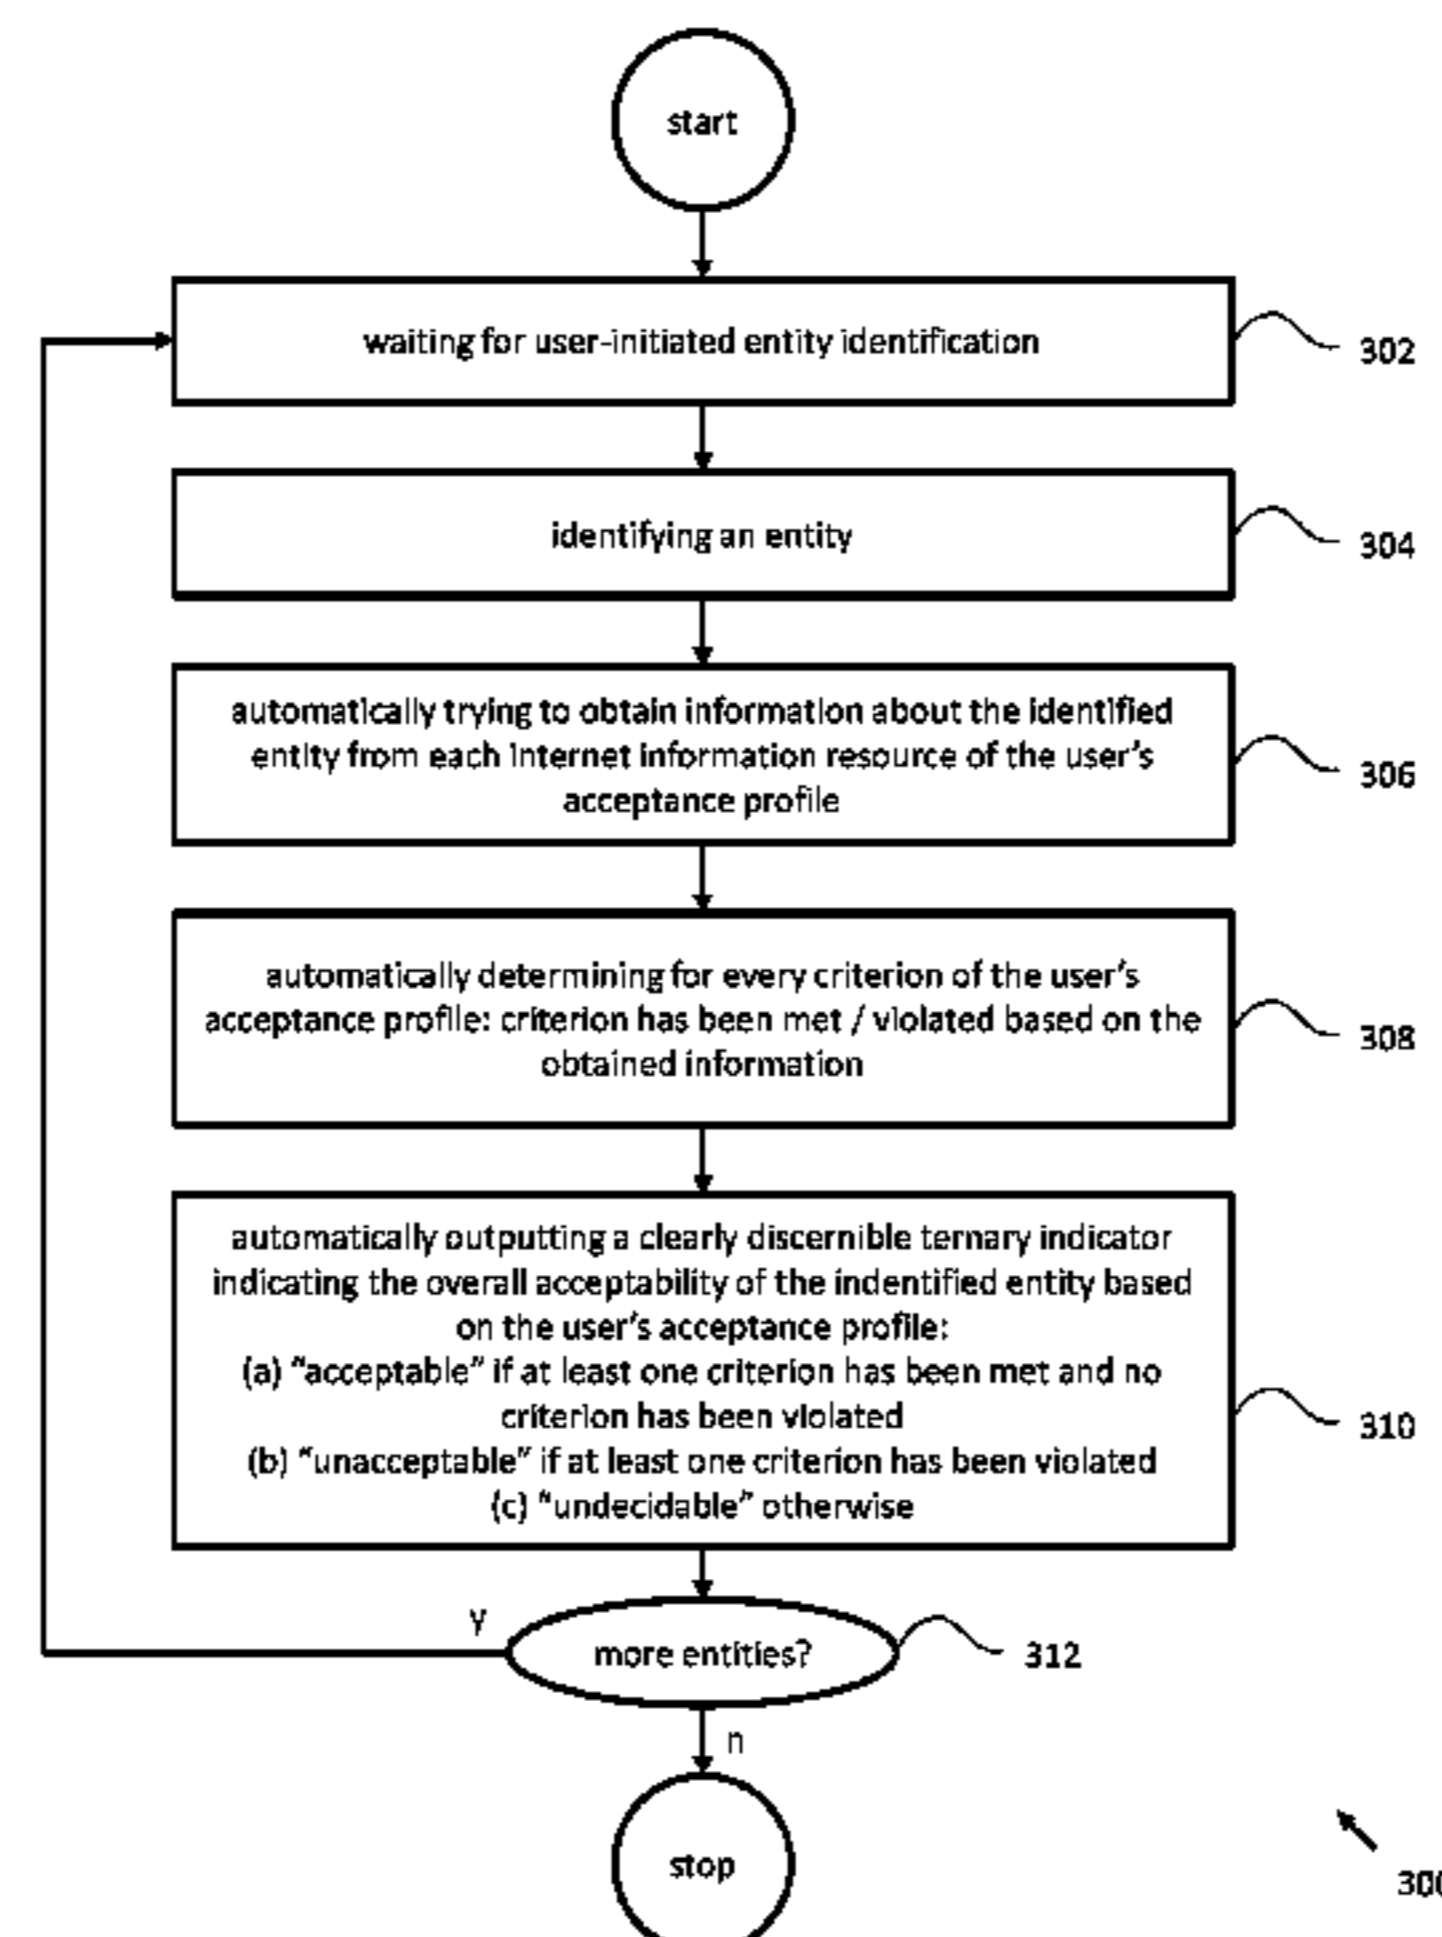 start
waiting for user-initiated entity identification
302
identifying an entity
304
automatically trying to obtain information about the identified
entity from each Internet information resource of the user's
acceptance profile
306
automatically determining for every criterion of the user's
acceptance profile: criterion has been met / violated based on the
obtained information
308
automatically outputting a clearly discernible ternary indicator
indicating the overall acceptability of the indentified entity based
on the user's acceptance profile:
(a) "acceptable" if at least one criterion has been met and no
criterion has been violated
(b) "unacceptable" if at least one criterion has been violated
(c) "undecidable" otherwise
310
y
more entities?
312
n
stop
300